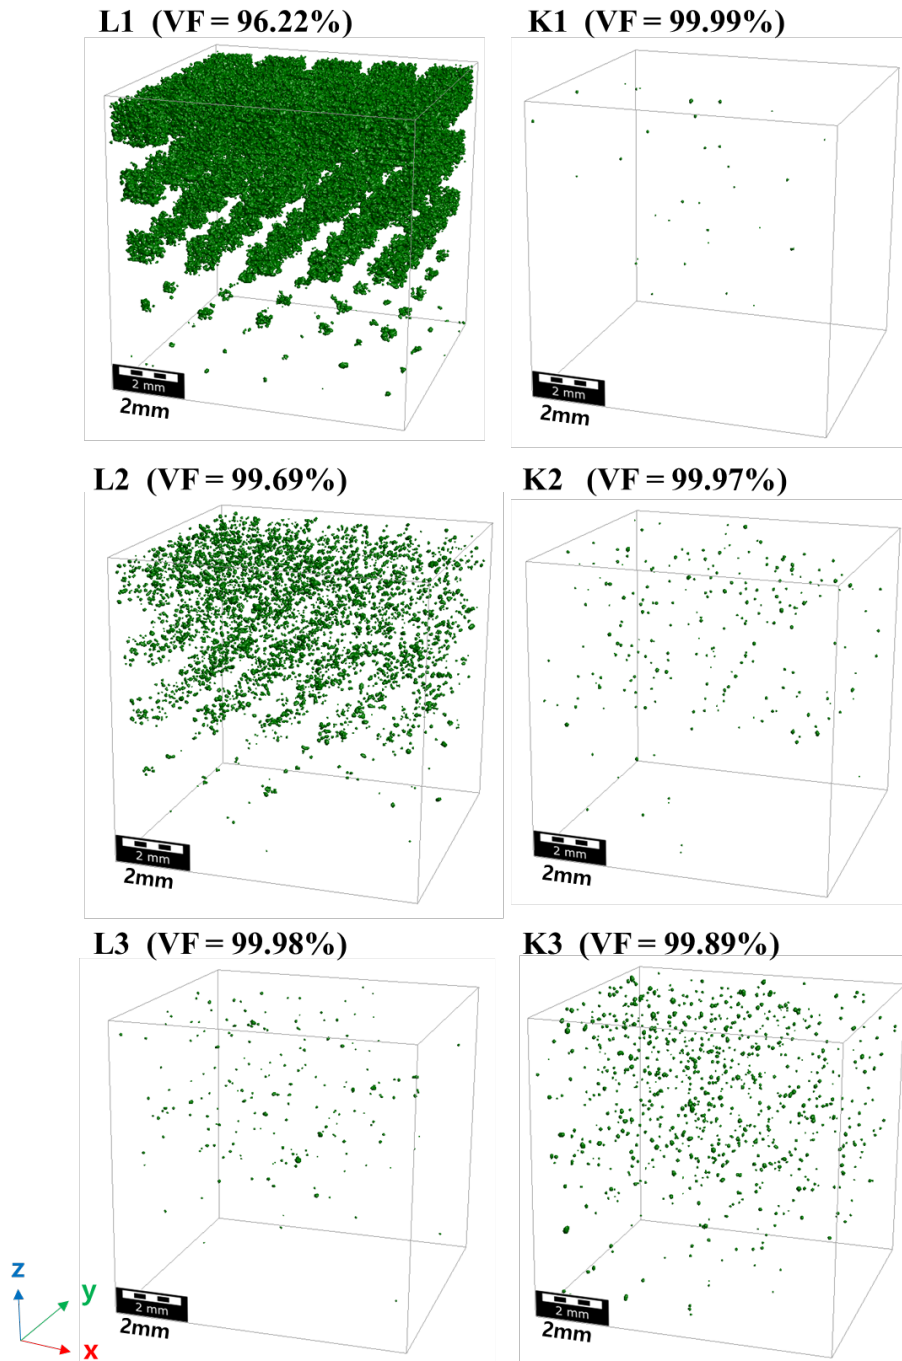 L1 (VF = 96.22%)
K1 (VF = 99.99%)
2 mm
2mm
2 mm
2mm
L2 (VF = 99.69%)
K2 (VF = 99.97%)
2 mm
2mm
2 mm
2mm
L3 (VF = 99.98%)
K3 (VF = 99.89%)
2 mm
2mm
2 mm
2mm
z
y
x